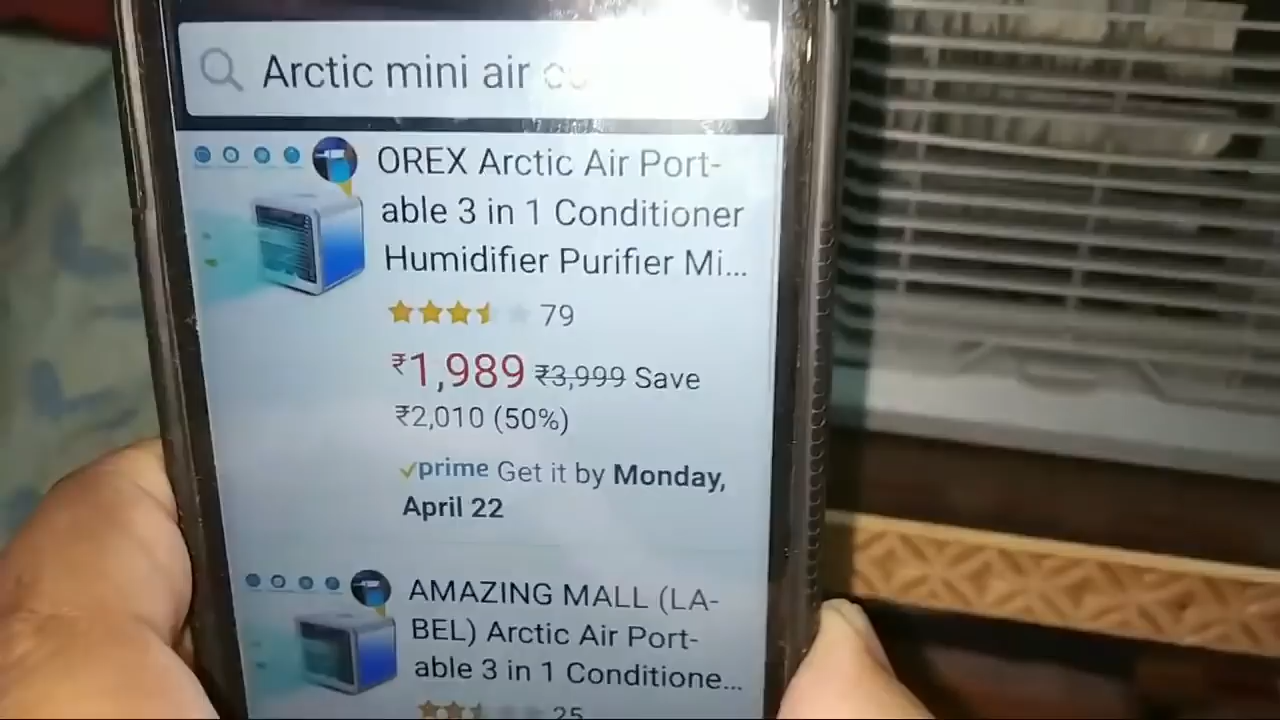 Arctic mini air
OREX Arctic Air Port-
able 3 in 1 Conditioner
Humidifier Purifier Mi...
79
₹1,989 ₹3,999 Save
₹2,010 (50%)
prime Get it by Monday,
April 22
AMAZING MALL (LA-
BEL) Arctic Air Port-
able 3 in 1 Conditione...
25